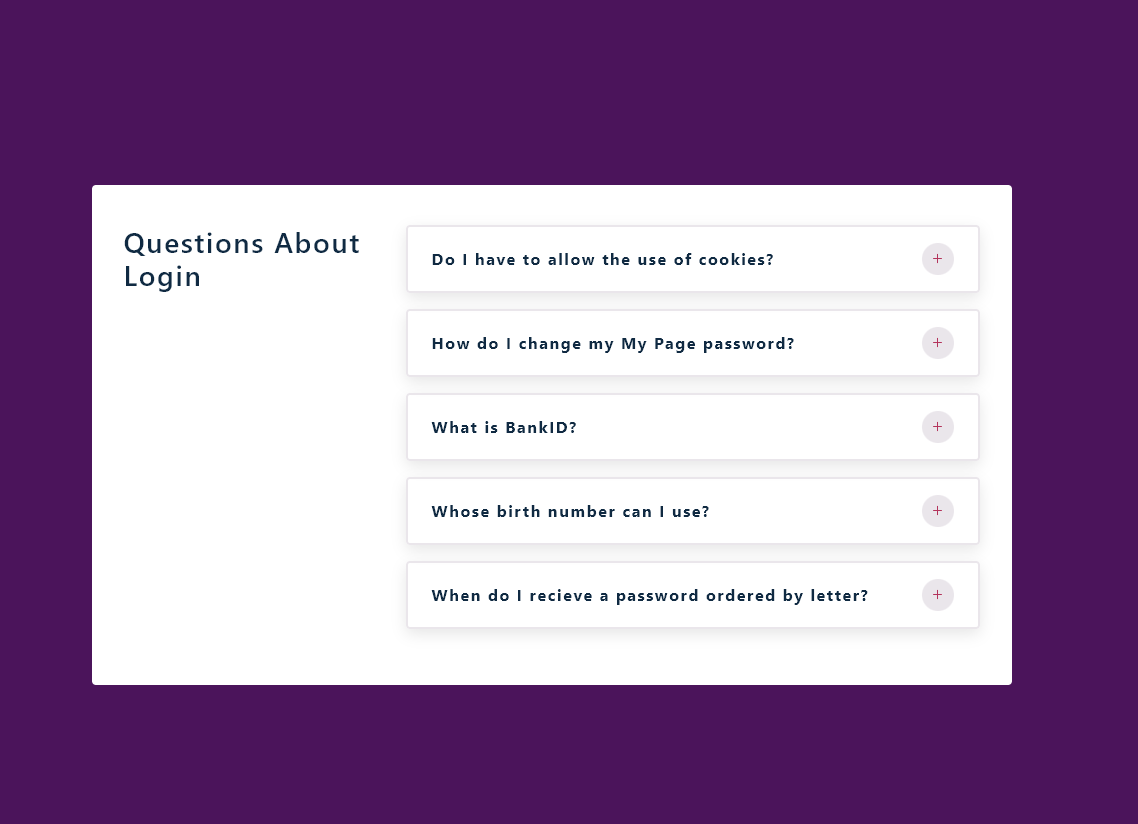 Questions About
Login
Do I have to allow the use of cookies?
+
How do I change my My Page password?
+
What is BankID?
+
Whose birth number can I use?
+
When do I recieve a password ordered by letter?
+